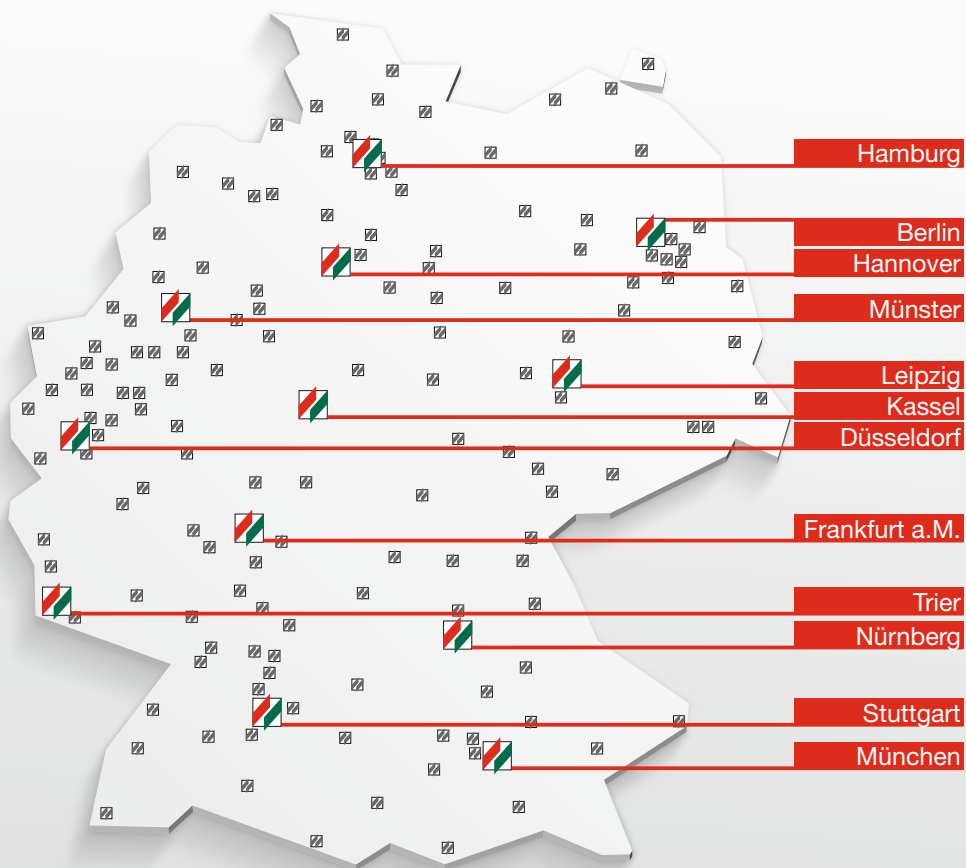 Hamburg
Berlin
Hannover
Münster
Leipzig
Kassel
Düsseldorf
Frankfurt a.M.
Trier
Nürnberg
Stuttgart
München